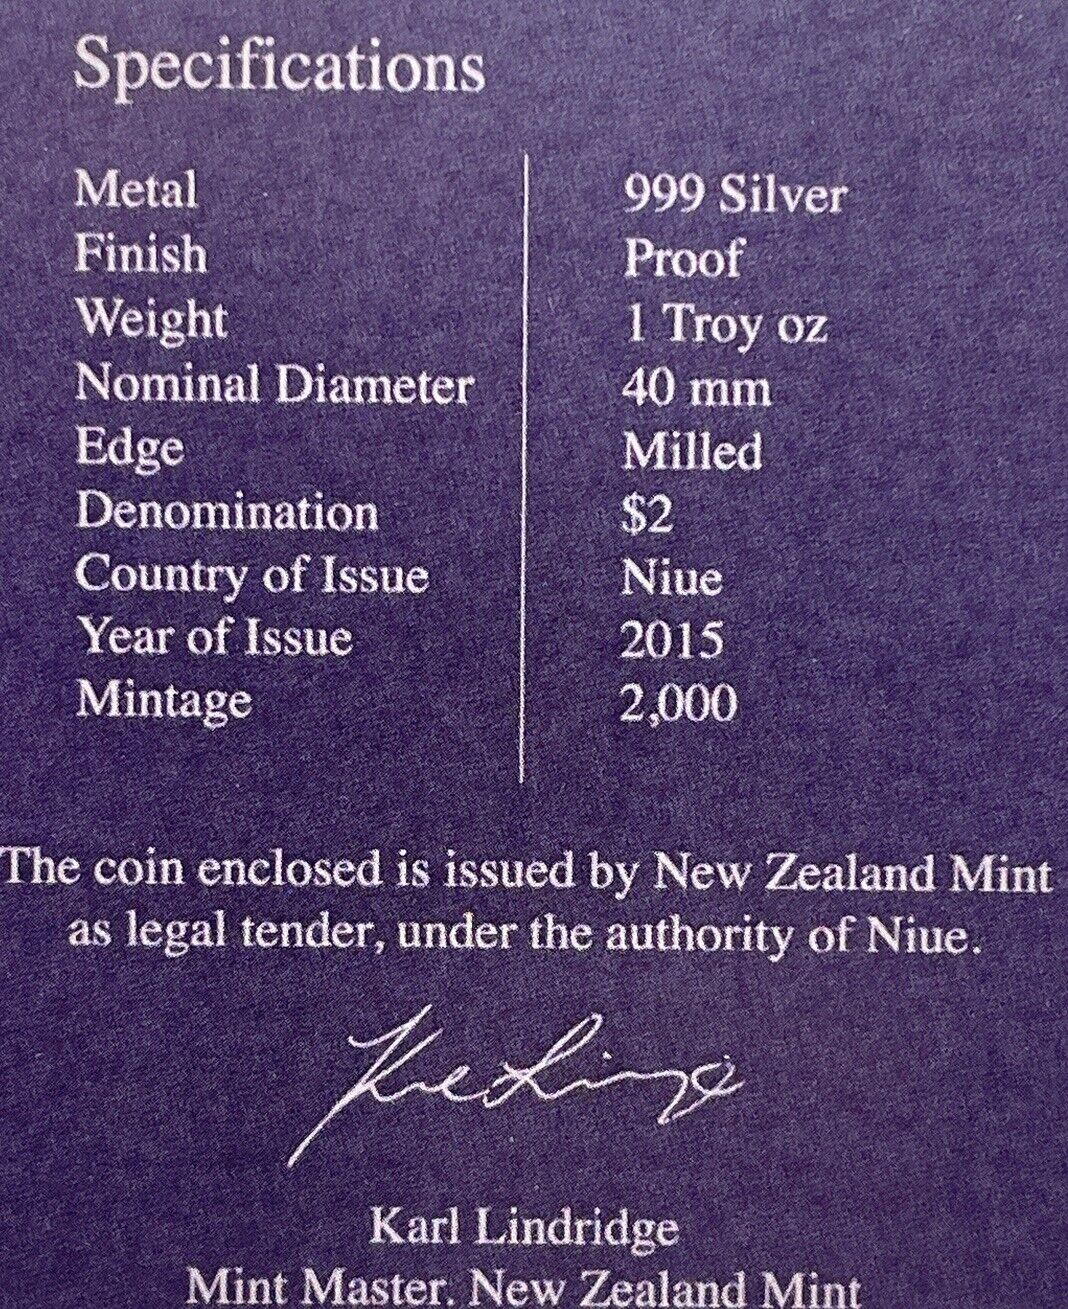 Specifications
Metal 999 Silver
Finish Proof
Weight 1 Troy oz
Nominal Diameter 40 mm
Edge Milled
Denomination $2
Country of Issue Niue
Year of Issue 2015
Mintage 2,000
The coin enclosed is issued by New Zealand Mint
as legal tender, under the authority of Niue.
Karl Lindridge
Mint Master. New Zealand Mint